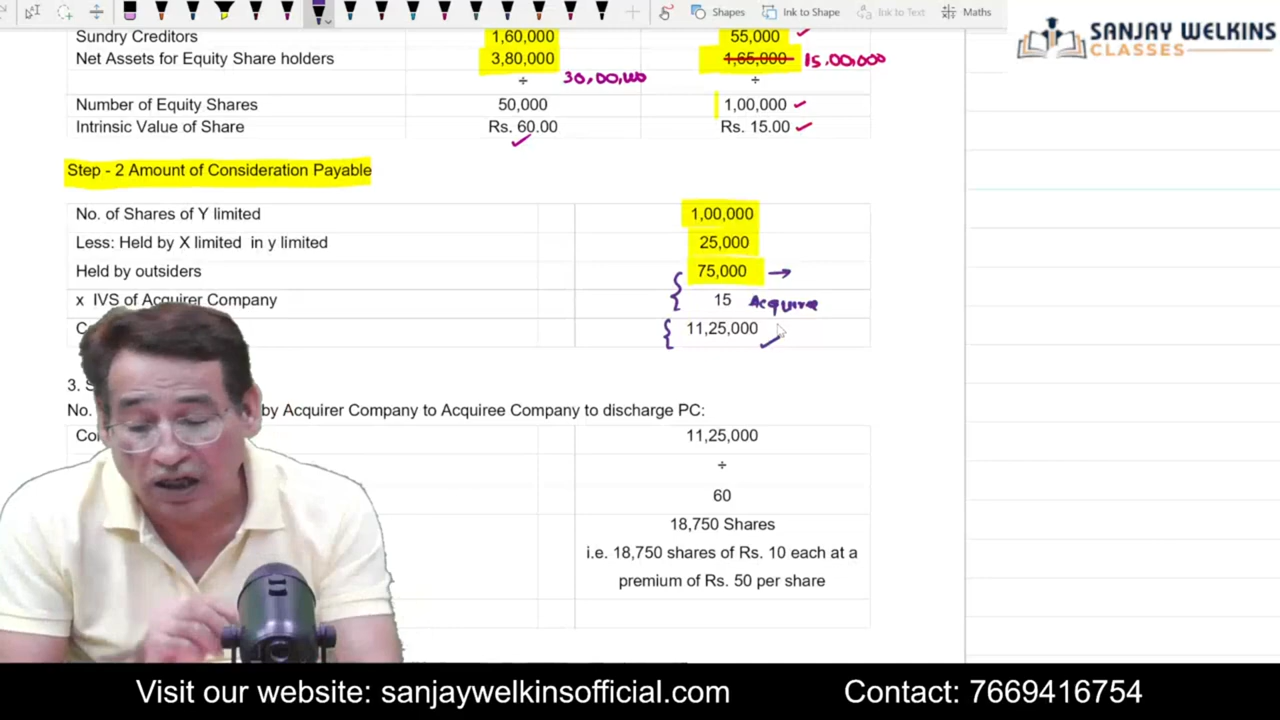 Shapes Ink to Shape Ink to Text Maths
SANJAY WELKINS
CLASSES
Sundry Creditors 1,60,000 55,000
Net Assets for Equity Share holders 3,80,000 1,65,000 15,00,000
÷ 30,00,000 ÷
Number of Equity Shares 50,000 1,00,000
Intrinsic Value of Share Rs. 60.00 Rs. 15.00
Step - 2 Amount of Consideration Payable
No. of Shares of Y limited 1,00,000
Less: Held by X limited in y limited 25,000
Held by outsiders 75,000
x IVS of Acquirer Company 15 Acquire
11,25,000
3.
No. by Acquirer Company to Acquiree Company to discharge PC:
11,25,000
÷
60
18,750 Shares
i.e. 18,750 shares of Rs. 10 each at a
premium of Rs. 50 per share
Visit our website: sanjaywelkinsofficial.com Contact: 7669416754